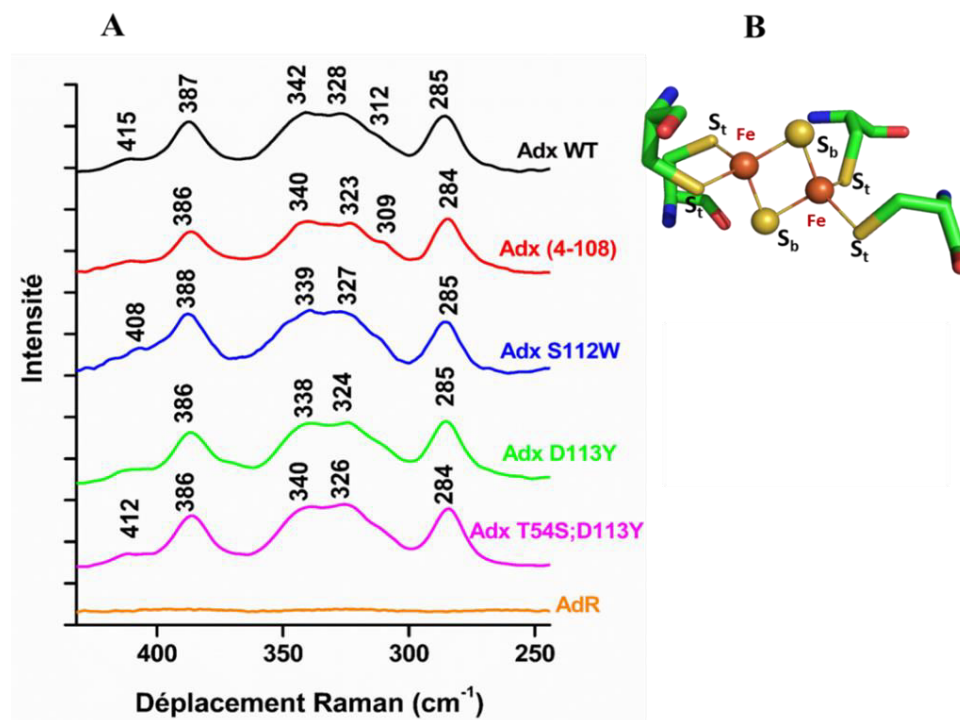 A
B
415
387
342
328
312
285
Adx WT
386
340
323
309
284
Adx (4-108)
408
388
339
327
285
Adx S112W
386
338
324
285
Adx D113Y
412
386
340
326
284
Adx T54S;D113Y
AdR
Intensité
400
350
300
250
Déplacement Raman (cm⁻¹)
St
Fe
Sb
St
St
Sb
Fe
St